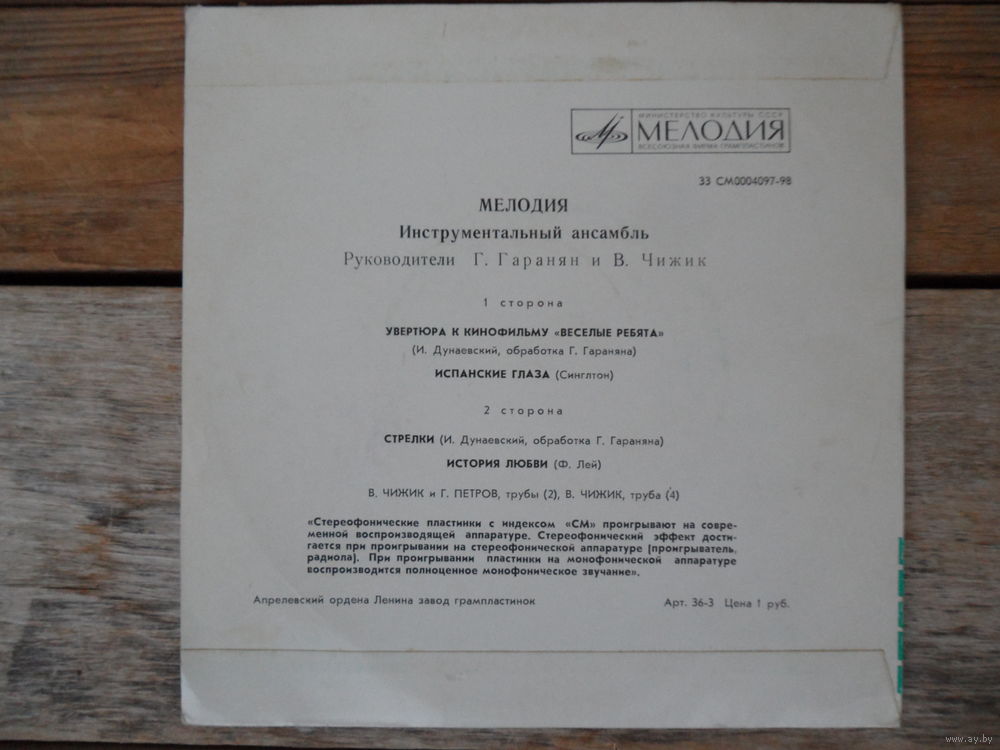 МИНИСТЕРСТВО КУЛЬТУРЫ СССР
МЕЛОДИЯ
ВСЕСОЮЗНАЯ ФИРМА ГРАМПЛАСТИНОК
33 СМ0004097-98
МЕЛОДИЯ
Инструментальный ансамбль
Руководители Г. Гаранян и В. Чижик
1 сторона
УВЕРТЮРА К КИНОФИЛЬМУ «ВЕСЕЛЫЕ РЕБЯТА»
(И. Дунаевский, обработка Г. Гараняна)
ИСПАНСКИЕ ГЛАЗА (Синглтон)
2 сторона
СТРЕЛКИ (И. Дунаевский, обработка Г. Гараняна)
ИСТОРИЯ ЛЮБВИ (Ф. Лей)
В. ЧИЖИК и Г. ПЕТРОВ, трубы (2), В. ЧИЖИК, труба (4)
«Стереофонические пластинки с индексом «СМ» проигрывают на совре-
менной воспроизводящей аппаратуре. Стереофонический эффект дости-
гается при проигрывании на стереофонической аппаратуре (проигрыватель,
радиола). При проигрывании пластинки на монофонической аппаратуре
воспроизводится полноценное монофоническое звучание».
Апрелевский ордена Ленина завод грампластинок
Арт. 36-3 Цена 1 руб.
www.ay.by